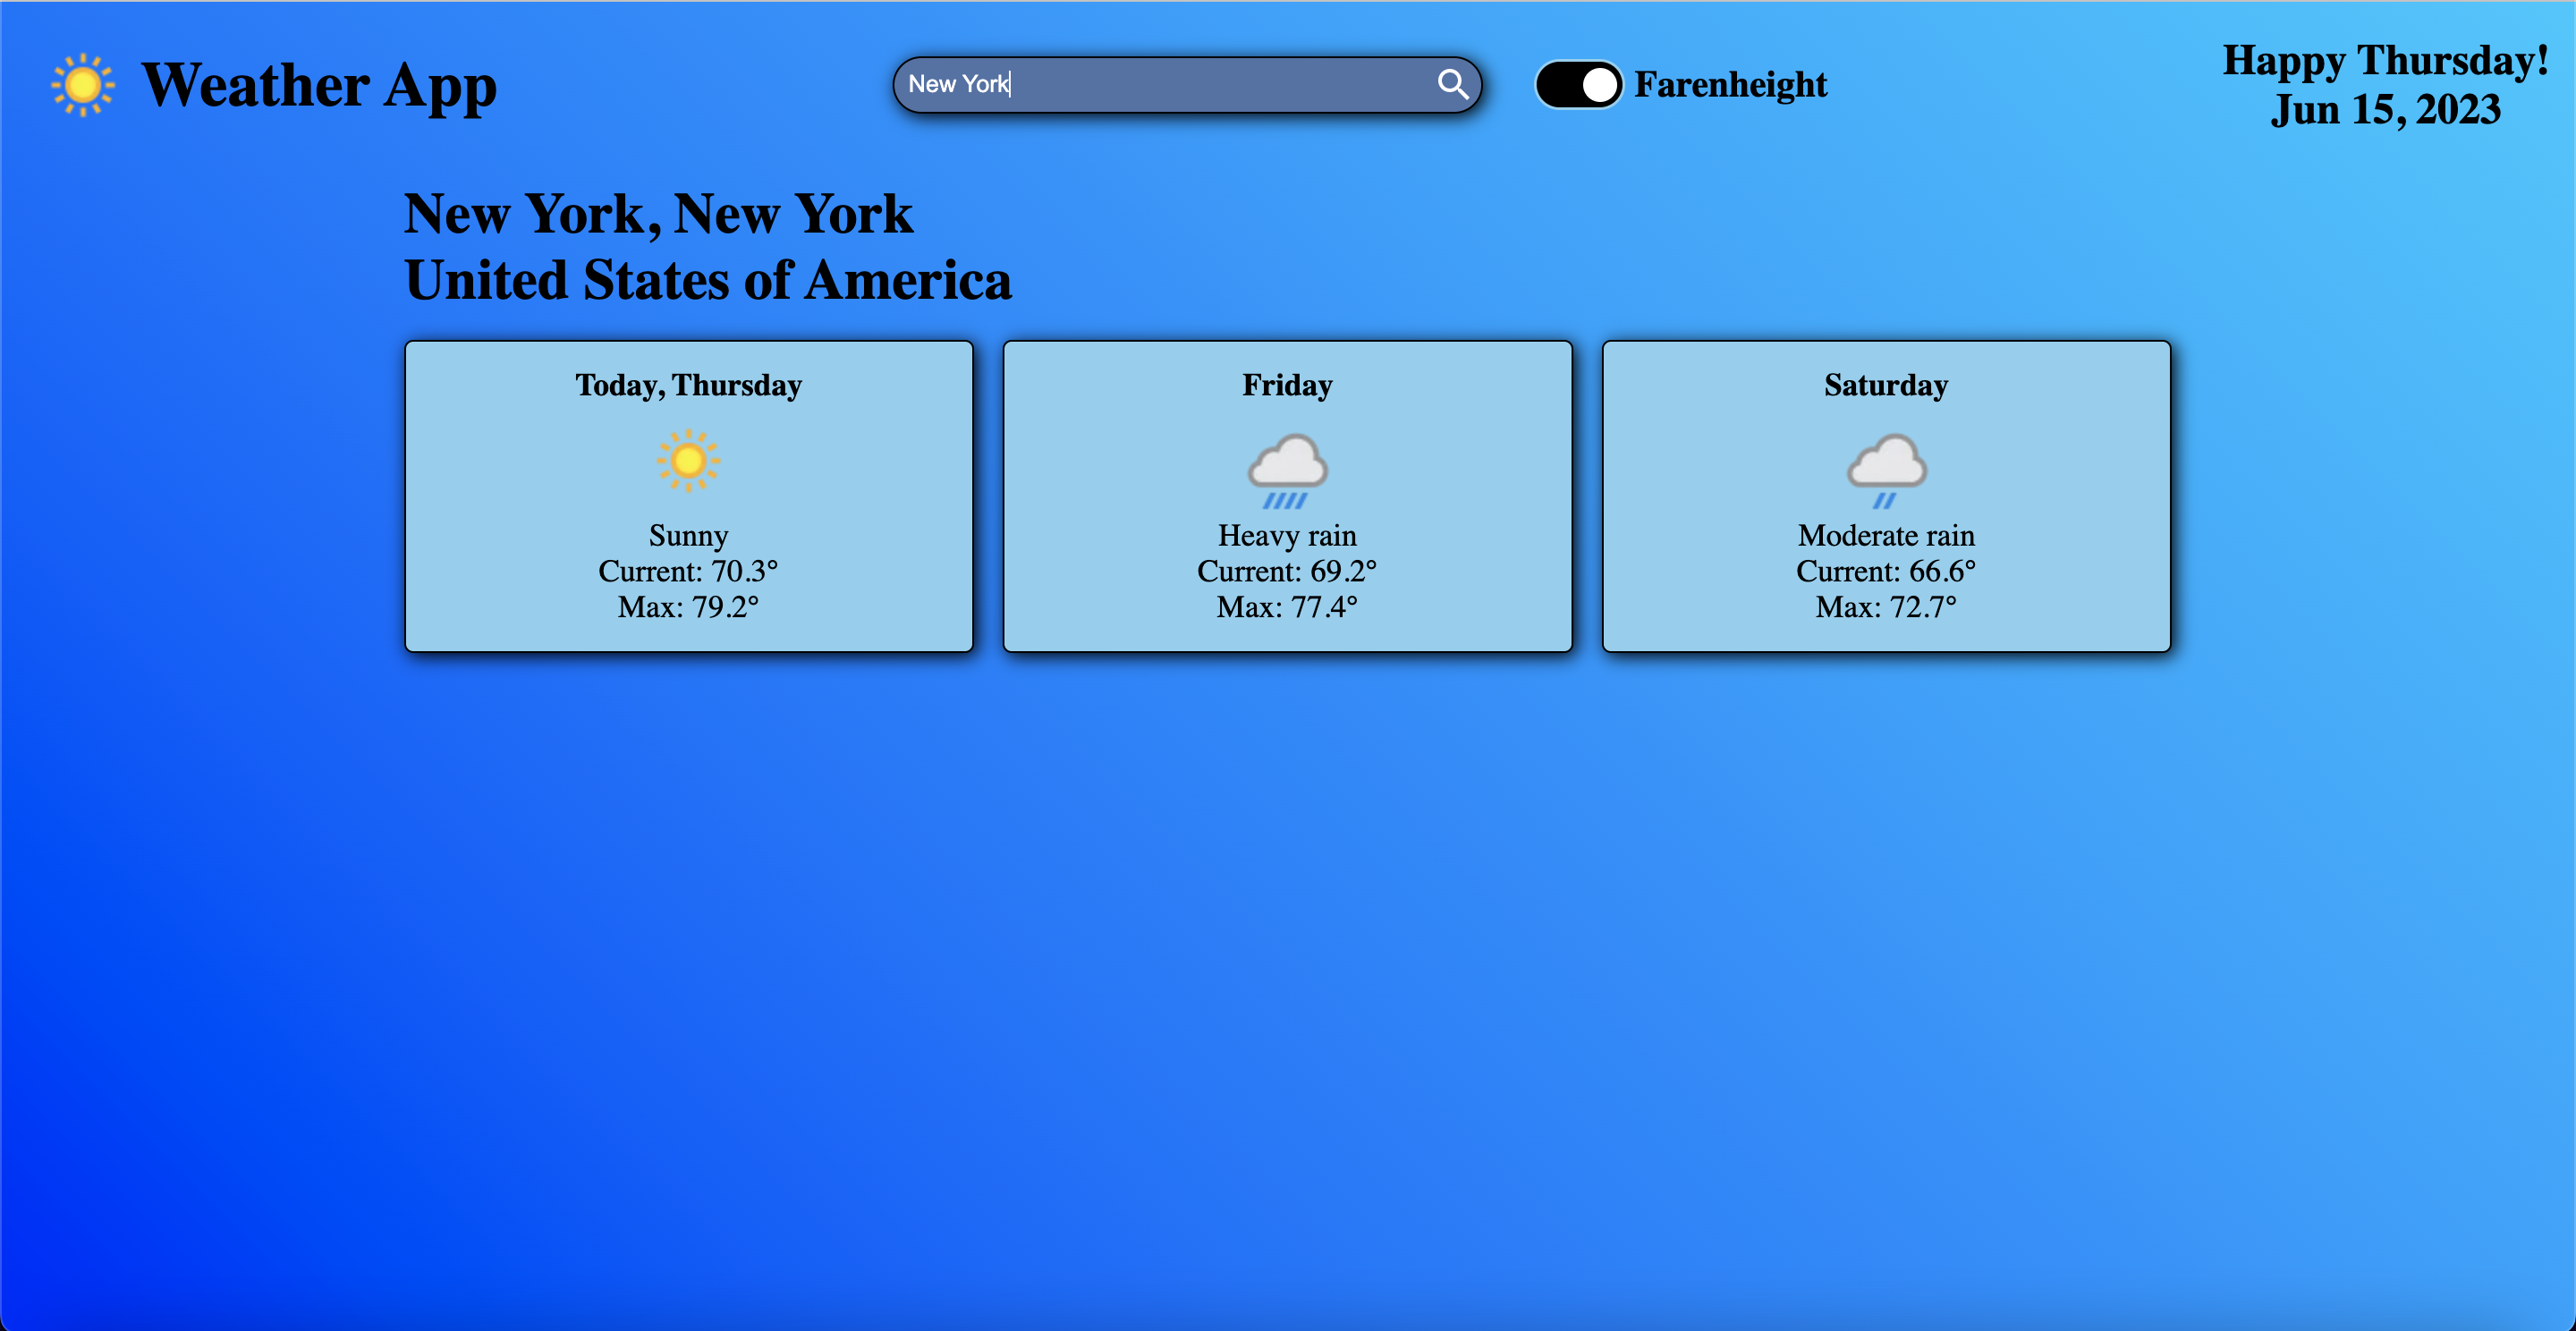 Weather App
New York
Farenheight
Happy Thursday!
Jun 15, 2023
New York, New York
United States of America
Today, Thursday
Sunny
Current: 70.3°
Max: 79.2°
Friday
Heavy rain
Current: 69.2°
Max: 77.4°
Saturday
Moderate rain
Current: 66.6°
Max: 72.7°